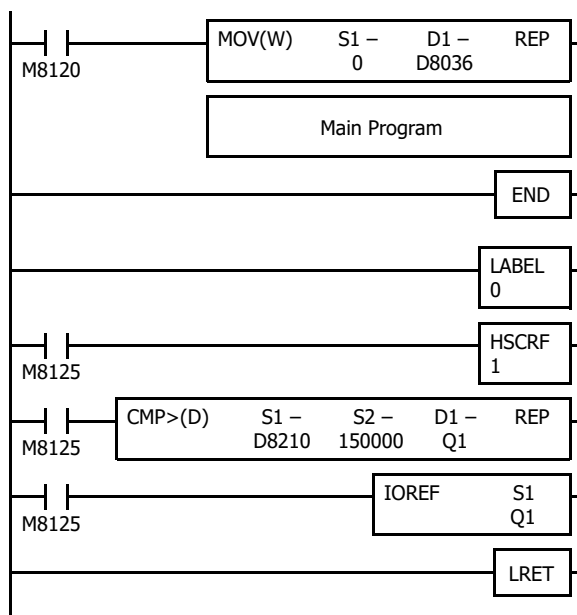 MOV(W) S1 – D1 – REP
0 D8036
M8120
Main Program
END
LABEL
0
HSCRF
1
M8125
CMP>(D) S1 – S2 – D1 – REP
D8210 150000 Q1
M8125
IOREF S1
Q1
M8125
LRET